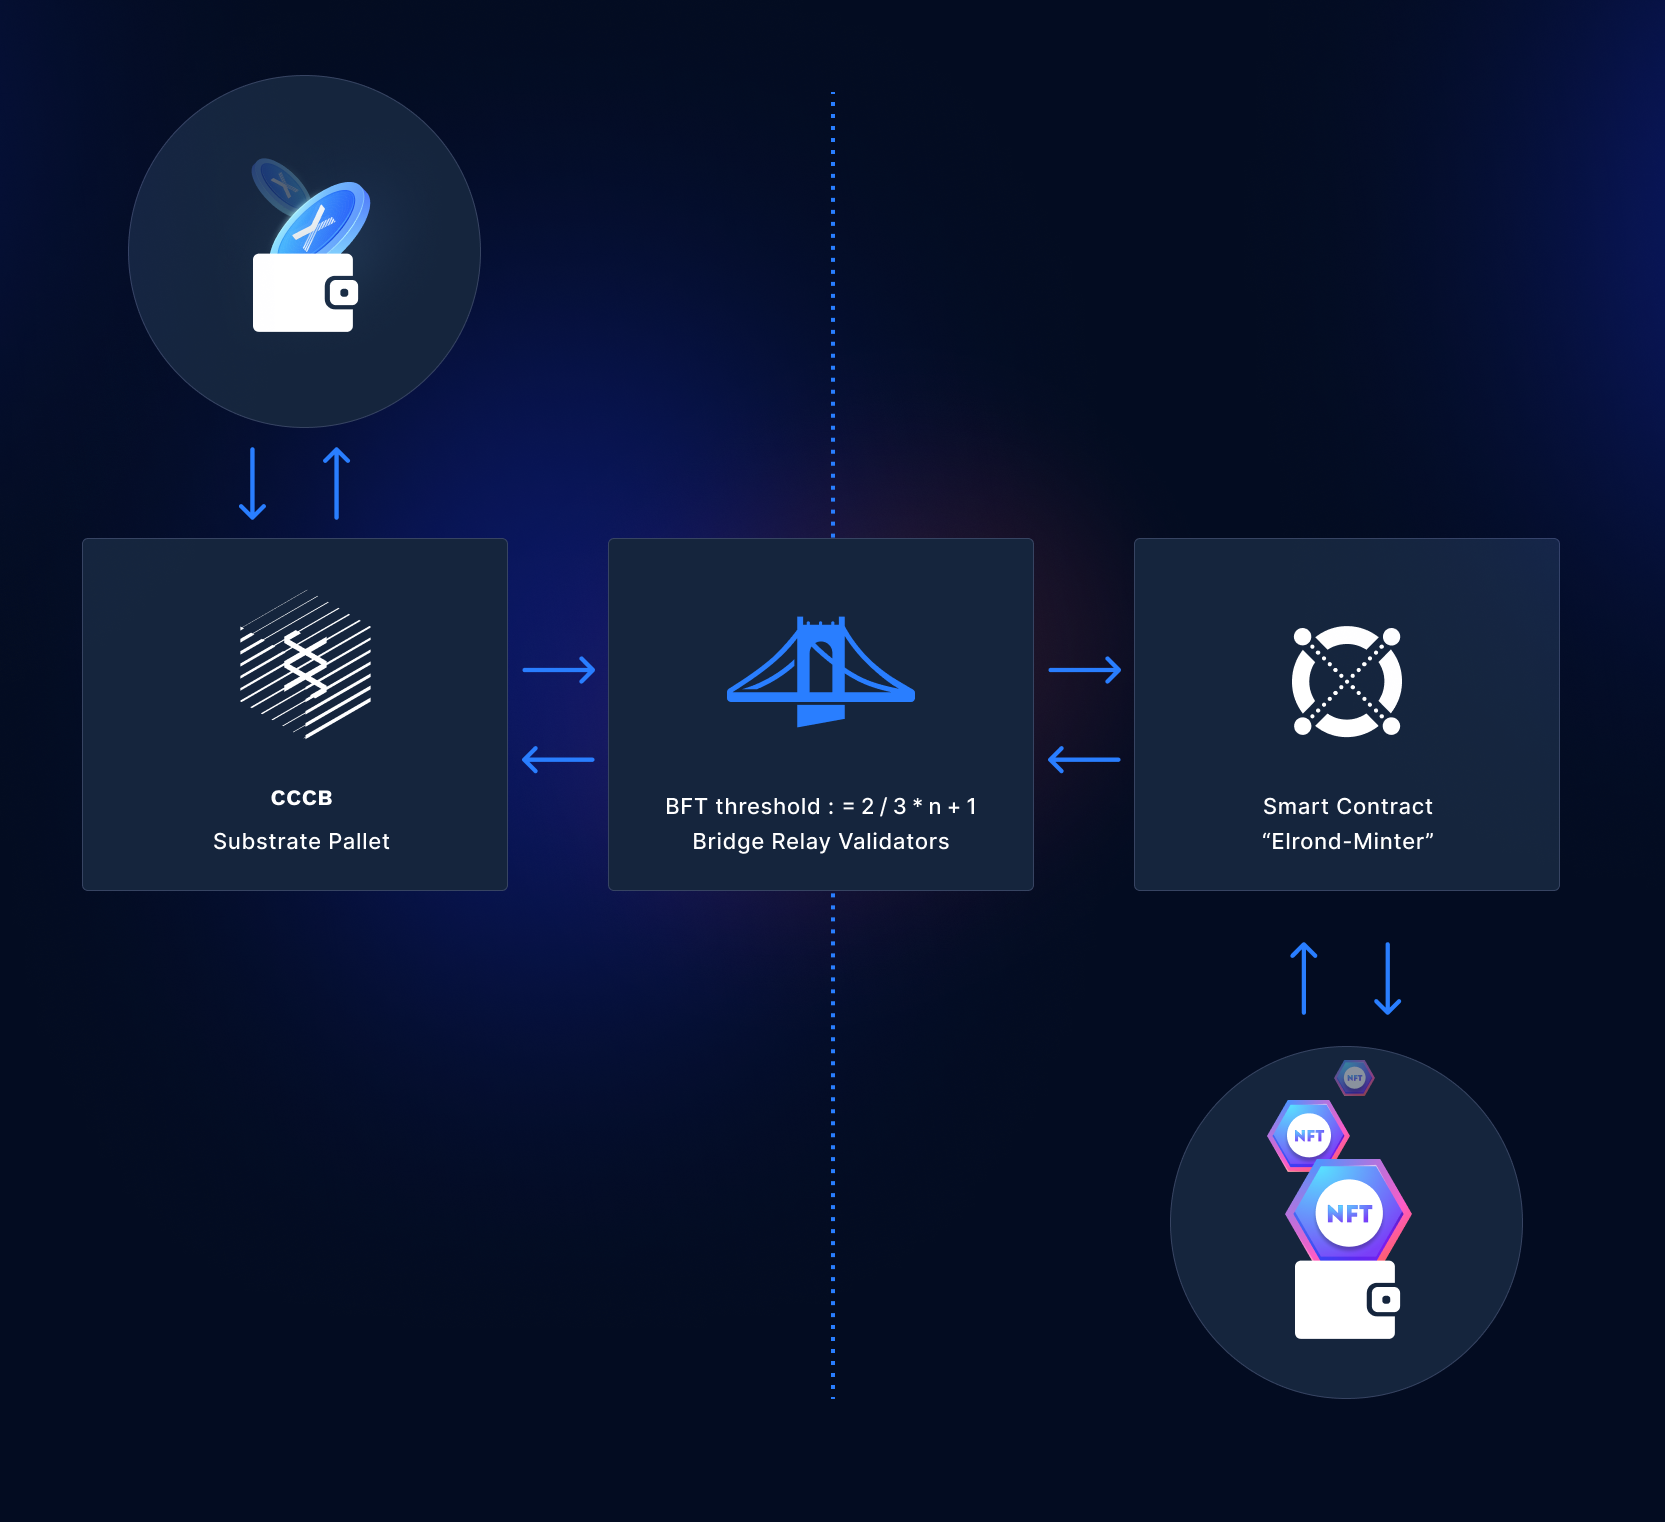 CCCB
Substrate Pallet
BFT threshold : = 2 / 3 * n + 1
Bridge Relay Validators
Smart Contract
“Elrond-Minter”
NFT
NFT
NFT